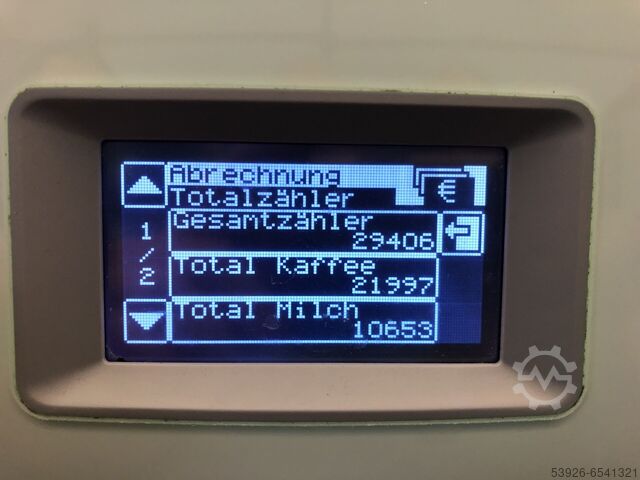 Abrechnung
€
Totalzähler
Gesamtzähler
29406
1/2
Total Kaffee
21997
Total Milch
10653
53926-6541321